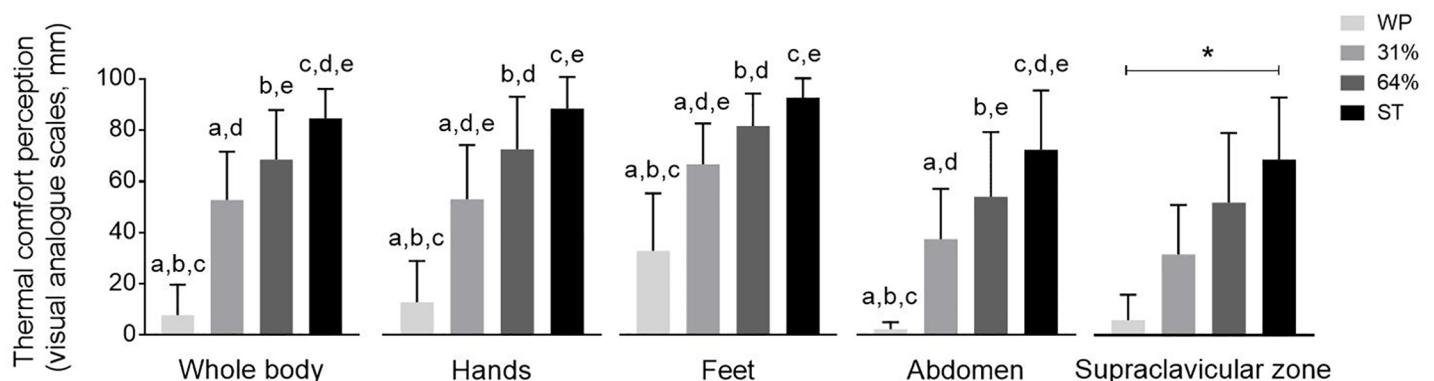 Thermal comfort perception
(visual analogue scales, mm)
100
80
60
40
20
0
a,b,c
a,d
b,e
c,d,e
Whole body
a,b,c
a,d,e
b,d
c,e
Hands
a,b,c
a,d,e
b,d
c,e
Feet
a,b,c
a,d
b,e
c,d,e
Abdomen
*
Supraclavicular zone
WP
31%
64%
ST